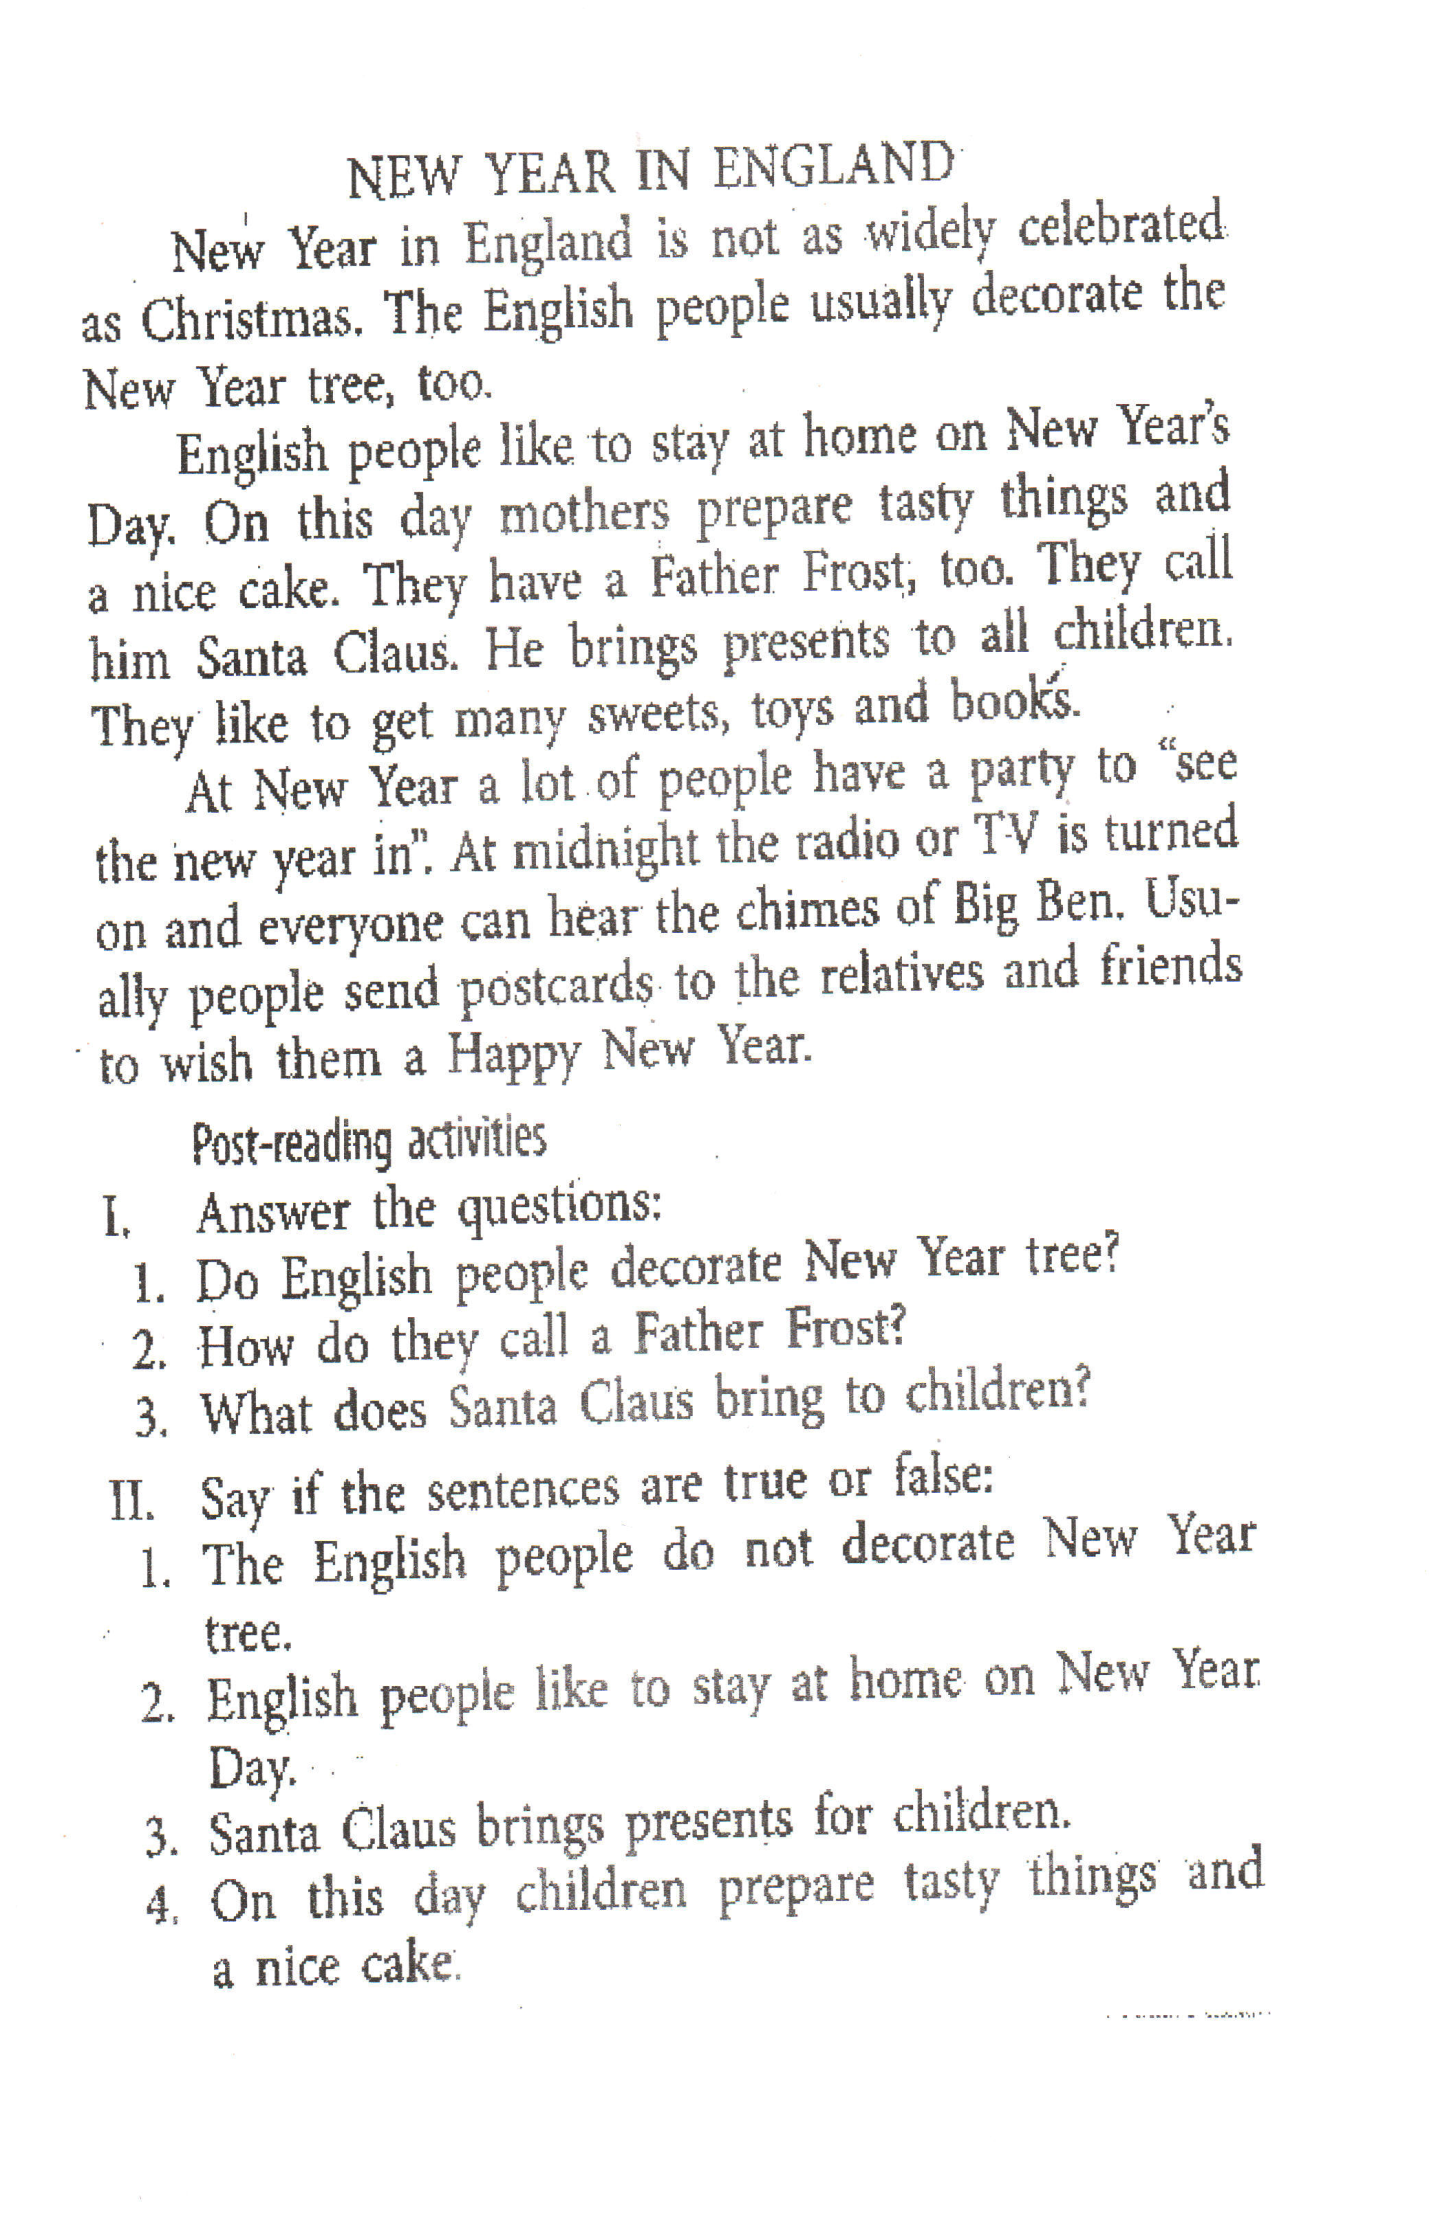 NEW YEAR IN ENGLAND
New Year in England is not as widely celebrated
as Christmas. The English people usually decorate the
New Year tree, too.
English people like to stay at home on New Year's
Day. On this day mothers prepare tasty things and
a nice cake. They have a Father Frost, too. They call
him Santa Claus. He brings presents to all children.
They like to get many sweets, toys and books.
At New Year a lot of people have a party to “see
the new year in”. At midnight the radio or TV is turned
on and everyone can hear the chimes of Big Ben. Usu-
ally people send postcards to the relatives and friends
to wish them a Happy New Year.
Post-reading activities
I. Answer the questions:
1. Do English people decorate New Year tree?
2. How do they call a Father Frost?
3. What does Santa Claus bring to children?
II. Say if the sentences are true or false:
1. The English people do not decorate New Year
tree.
2. English people like to stay at home on New Year
Day.
3. Santa Claus brings presents for children.
4. On this day children prepare tasty things and
a nice cake.